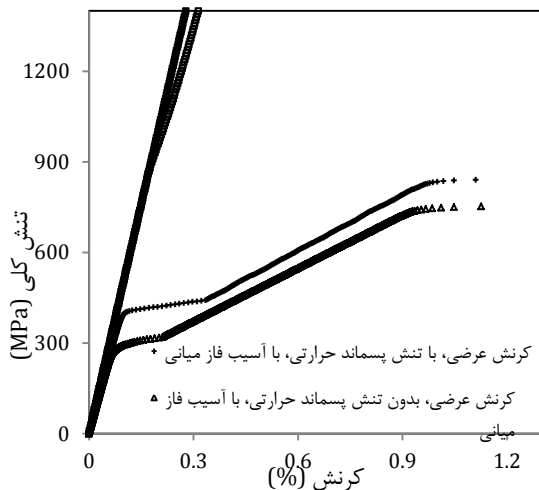 1200
900
600
300
0
تنش کلی (MPa)
کرنش عرضی، با تنش پسماند حرارتی، با آسیب فاز میانی
کرنش عرضی، بدون تنش پسماند حرارتی، با آسیب فاز
میانی
0 0.3 0.6 0.9 1.2
کرنش (%)